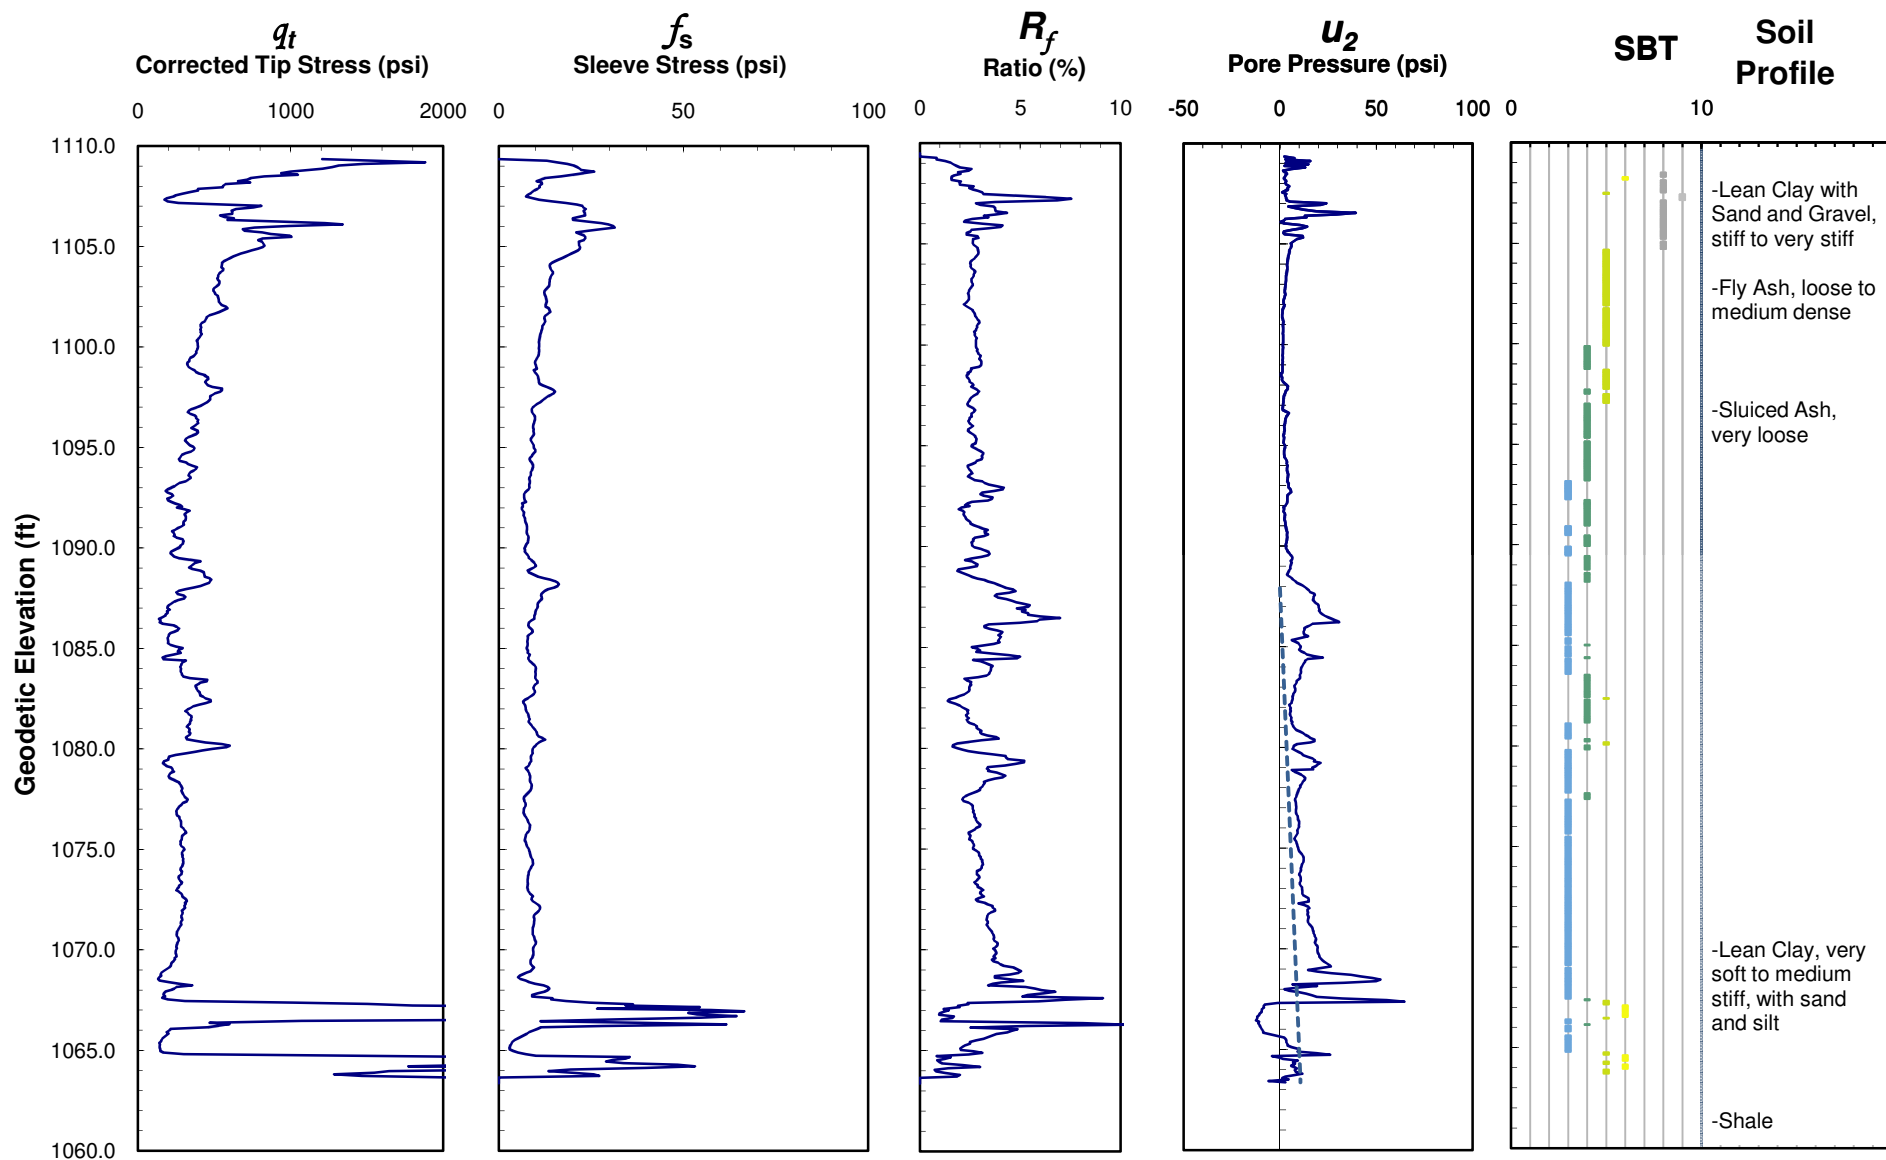 q_t
Corrected Tip Stress (psi)
0 1000 2000
f_s
Sleeve Stress (psi)
0 50 100
R_f
Ratio (%)
0 5 10
u_2
Pore Pressure (psi)
-50 0 50 100
SBT
0 10
Soil
Profile
Geodetic Elevation (ft)
1110.0
1105.0
1100.0
1095.0
1090.0
1085.0
1080.0
1075.0
1070.0
1065.0
1060.0
-Lean Clay with
Sand and Gravel,
stiff to very stiff
-Fly Ash, loose to
medium dense
-Sluiced Ash,
very loose
-Lean Clay, very
soft to medium
stiff, with sand
and silt
-Shale